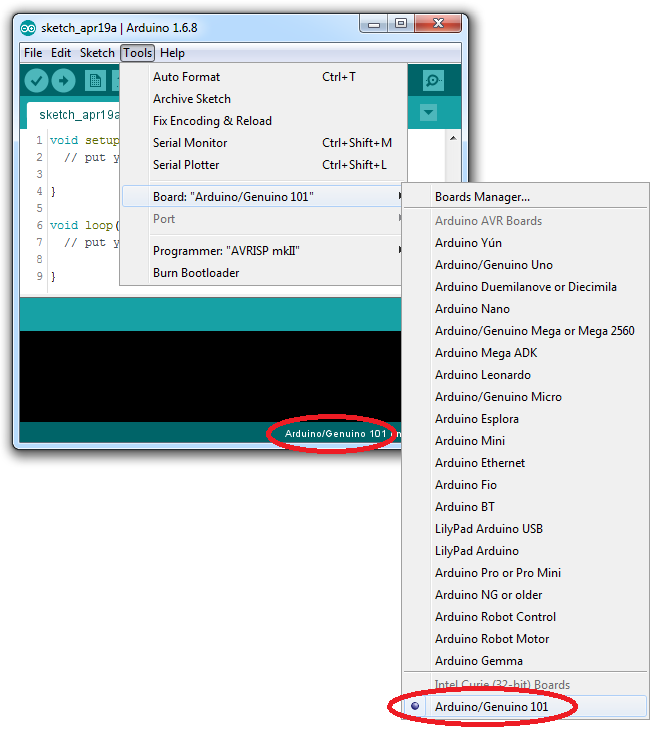 sketch_apr19a | Arduino 1.6.8
File Edit Sketch Tools Help
sketch_apr19a
1 void setup
2 // put y
3
4 }
5
6 void loop(
7 // put y
8
9 }
Auto Format Ctrl+T
Archive Sketch
Fix Encoding & Reload
Serial Monitor Ctrl+Shift+M
Serial Plotter Ctrl+Shift+L
Board: "Arduino/Genuino 101"
Port
Programmer: "AVRISP mkII"
Burn Bootloader
Boards Manager...
Arduino AVR Boards
Arduino Yún
Arduino/Genuino Uno
Arduino Duemilanove or Diecimila
Arduino Nano
Arduino/Genuino Mega or Mega 2560
Arduino Mega ADK
Arduino Leonardo
Arduino/Genuino Micro
Arduino Esplora
Arduino Mini
Arduino Ethernet
Arduino Fio
Arduino BT
LilyPad Arduino USB
LilyPad Arduino
Arduino Pro or Pro Mini
Arduino NG or older
Arduino Robot Control
Arduino Robot Motor
Arduino Gemma
Intel Curie (32-bit) Boards
Arduino/Genuino 101
Arduino/Genuino 101